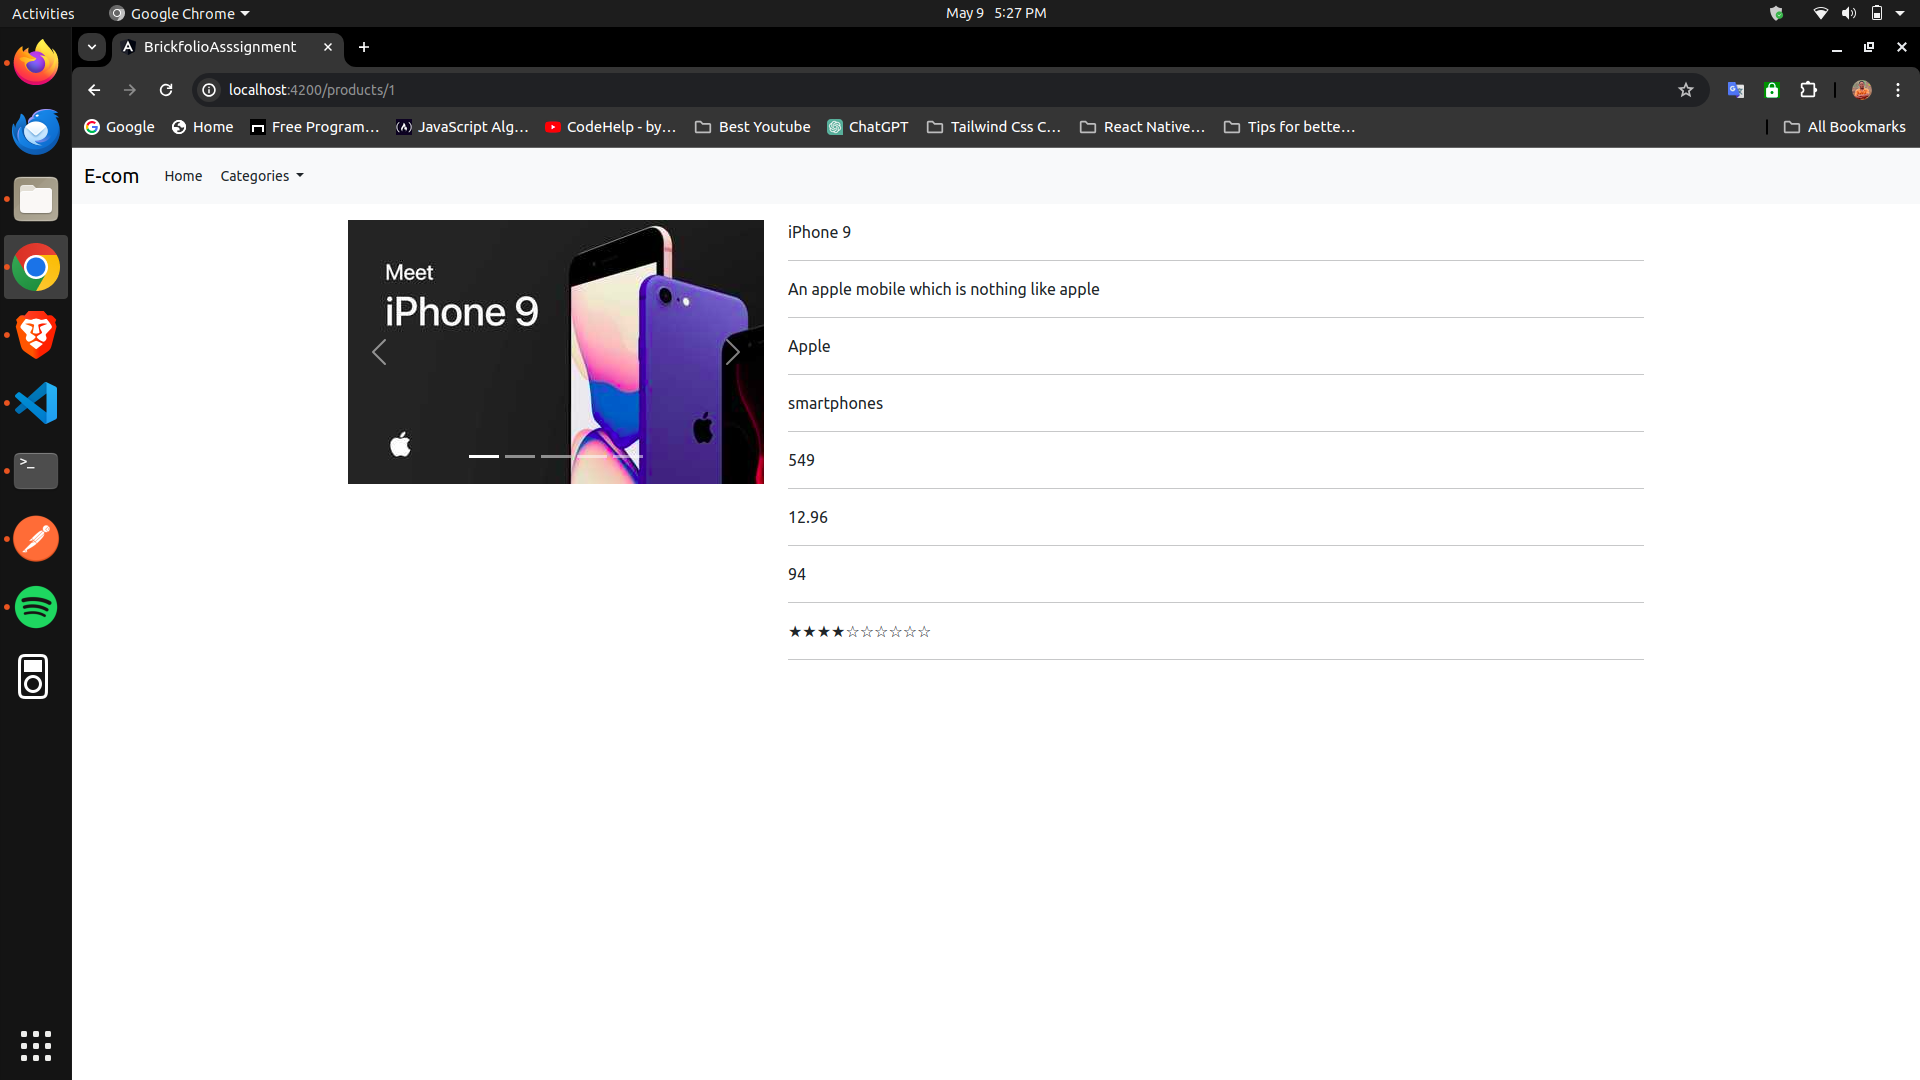 Activities
Google Chrome
May 9 5:27 PM
BrickfolioAsssignment
localhost:4200/products/1
Google
Home
Free Program…
JavaScript Alg…
CodeHelp - by…
Best Youtube
ChatGPT
Tailwind Css C…
React Native…
Tips for bette…
All Bookmarks
E-com
Home
Categories
Meet
iPhone 9
iPhone 9
An apple mobile which is nothing like apple
Apple
smartphones
549
12.96
94
★★★★☆☆☆☆☆☆